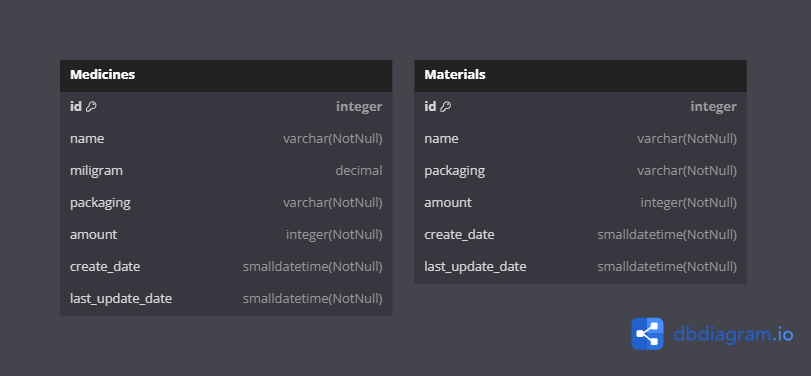 Medicines
id integer
name varchar(NotNull)
miligram decimal
packaging varchar(NotNull)
amount integer(NotNull)
create_date smalldatetime(NotNull)
last_update_date smalldatetime(NotNull)
Materials
id integer
name varchar(NotNull)
packaging varchar(NotNull)
amount integer(NotNull)
create_date smalldatetime(NotNull)
last_update_date smalldatetime(NotNull)
dbdiagram.io